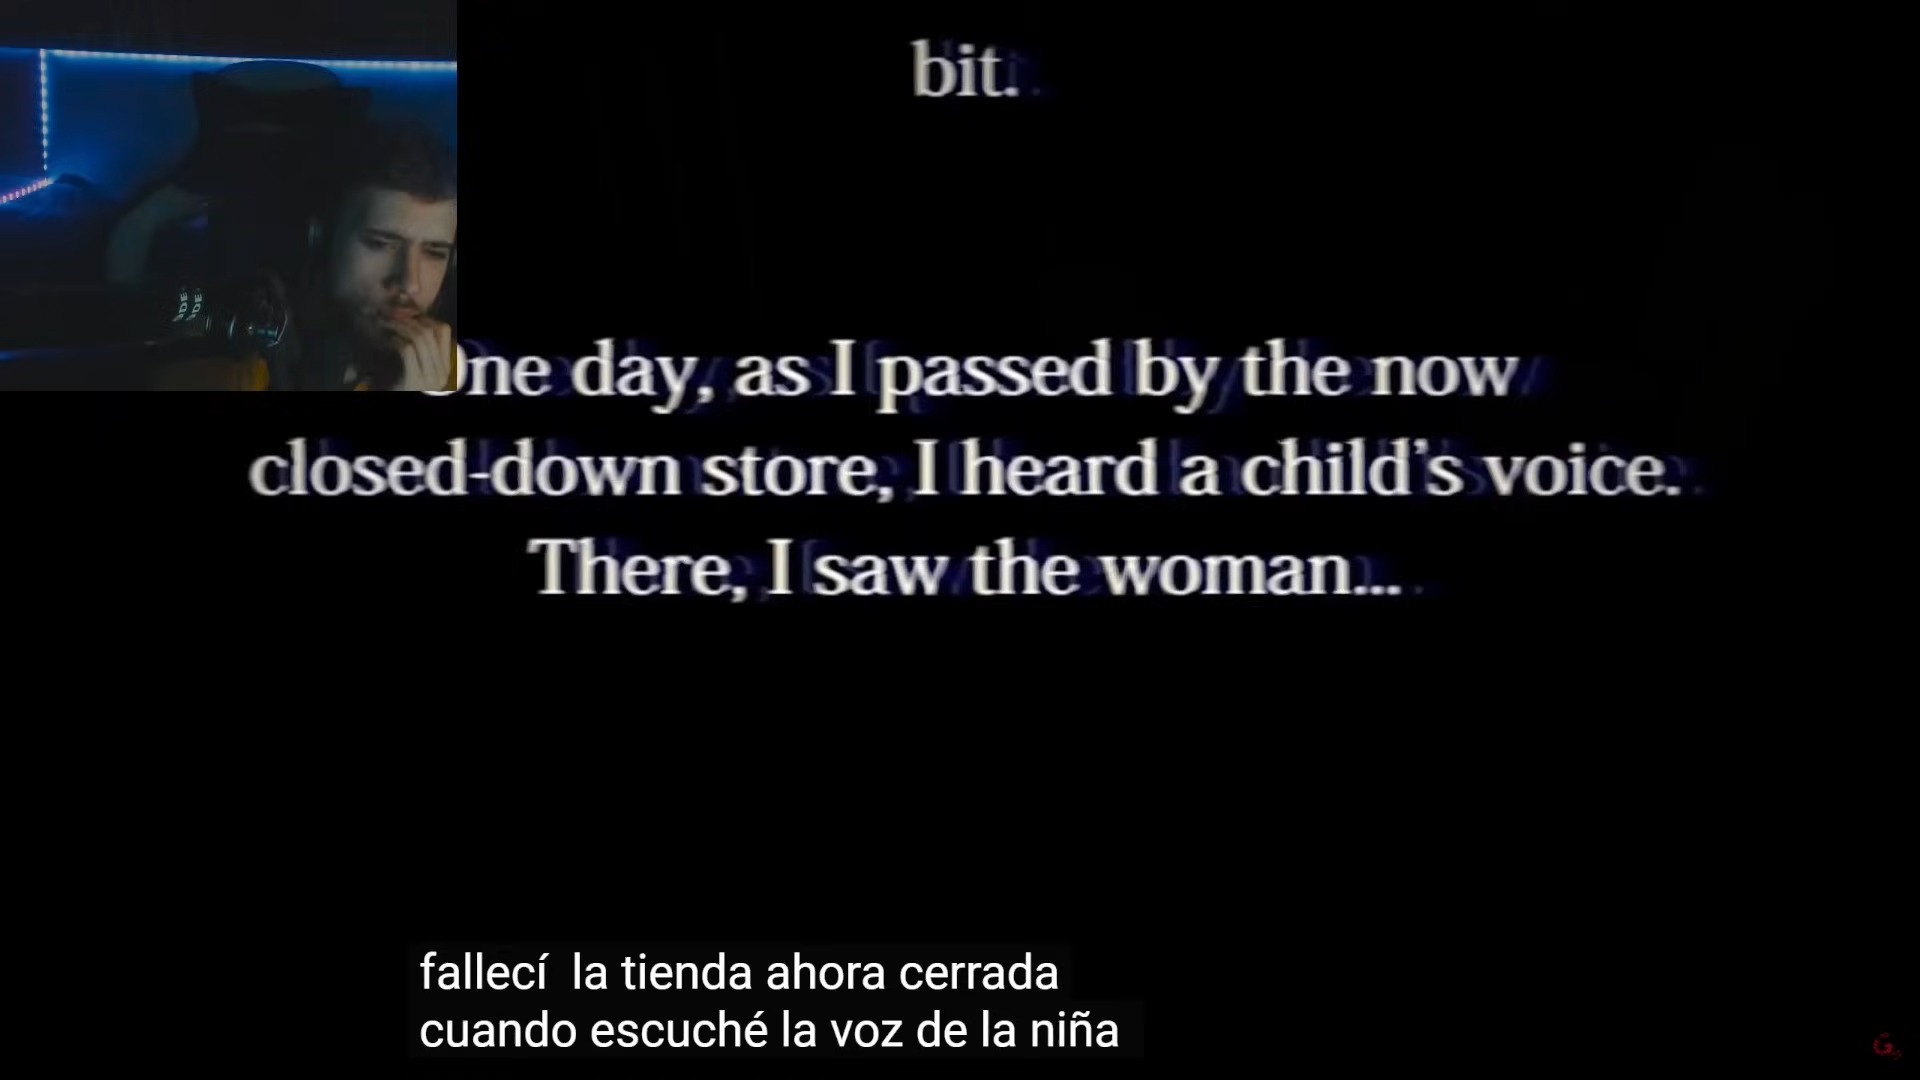 bit.
One day, as I passed by the now
closed-down store, I heard a child's voice.
There, I saw the woman...
fallecí  la tienda ahora cerrada
cuando escuché la voz de la niña